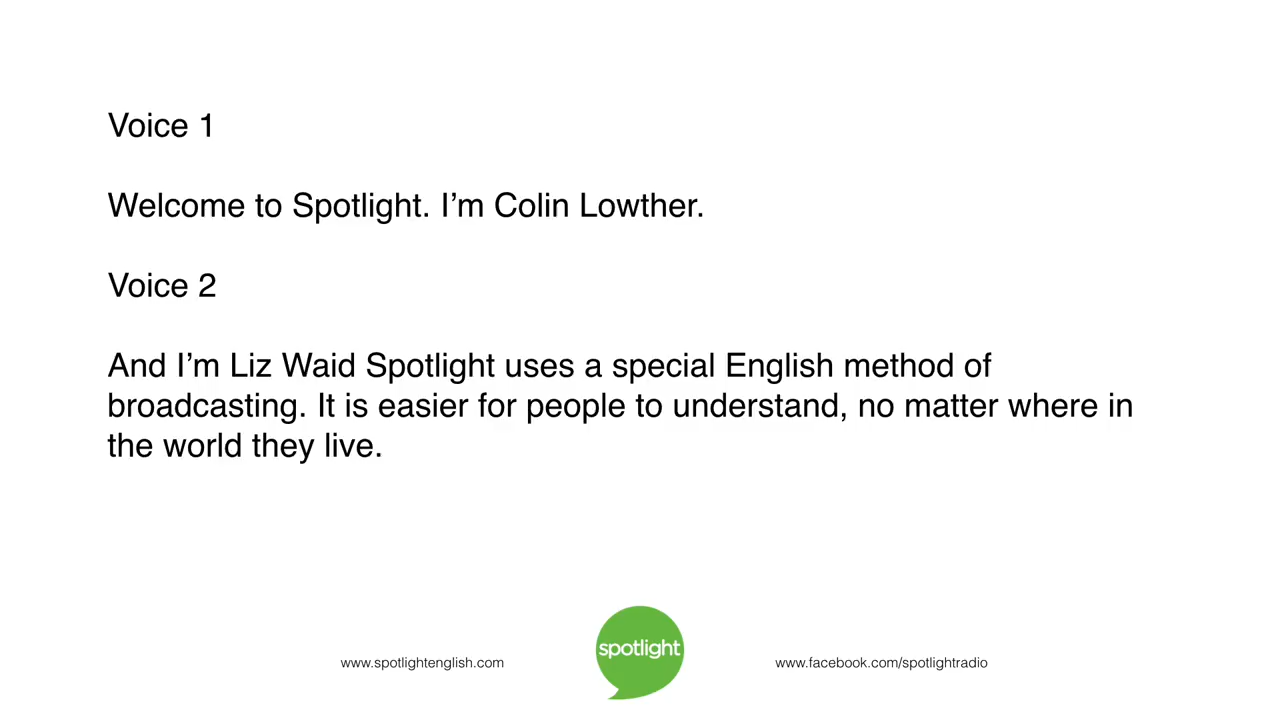 Voice 1
Welcome to Spotlight. I’m Colin Lowther.
Voice 2
And I’m Liz Waid Spotlight uses a special English method of
broadcasting. It is easier for people to understand, no matter where in
the world they live.
www.spotlightenglish.com
spotlight
www.facebook.com/spotlightradio